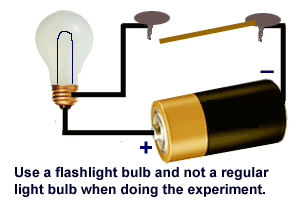 −
+
Use a flashlight bulb and not a regular
light bulb when doing the experiment.